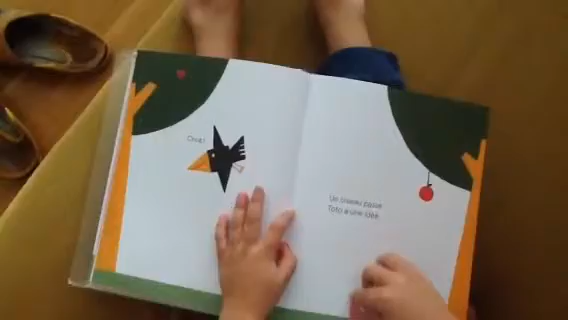 Croa !
Un oiseau passe.
Toto a une idée.